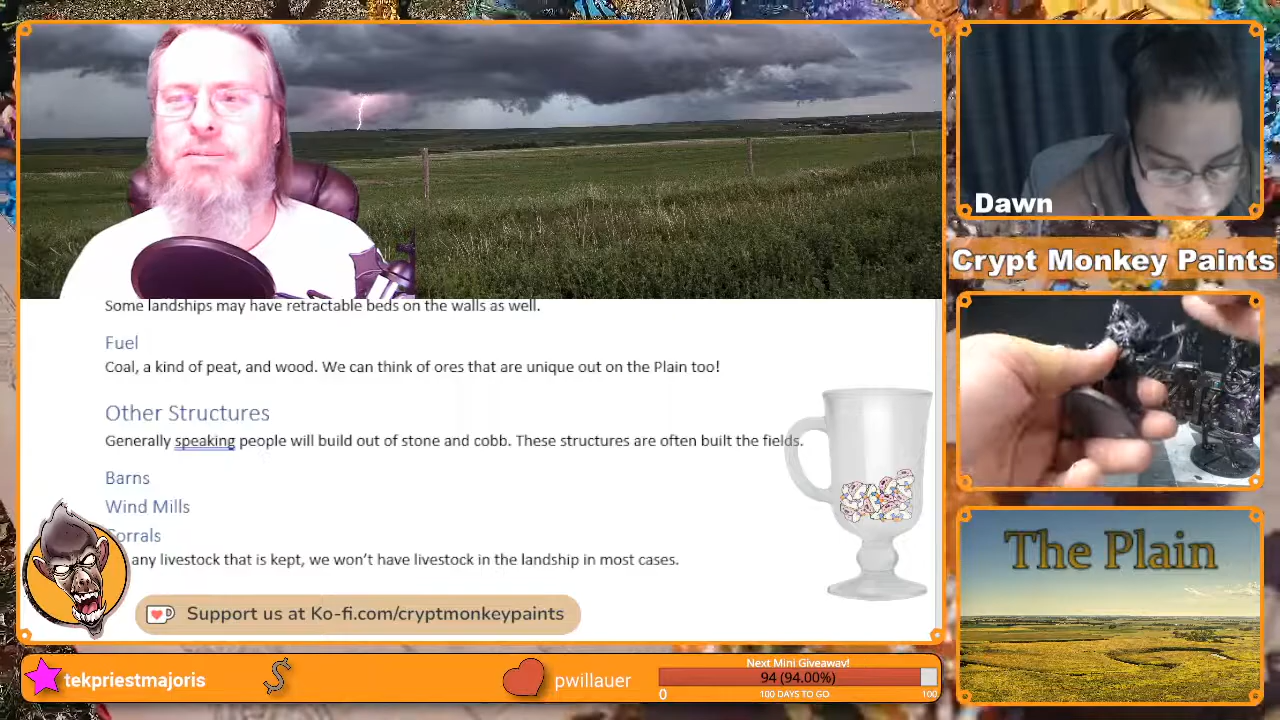 Dawn
Crypt Monkey Paints
Some landships may have retractable beds on the walls as well.
Fuel
Coal, a kind of peat, and wood. We can think of ores that are unique out on the Plain too!
Other Structures
Generally speaking people will build out of stone and cobb. These structures are often built the fields.
Barns
Wind Mills
orrals
any livestock that is kept, we won't have livestock in the landship in most cases.
Support us at Ko-fi.com/cryptmonkeypaints
The Plain
tekpriestmajoris
$
pwillauer
Next Mini Giveaway!
94 (94.00%)
0
100 DAYS TO GO
100